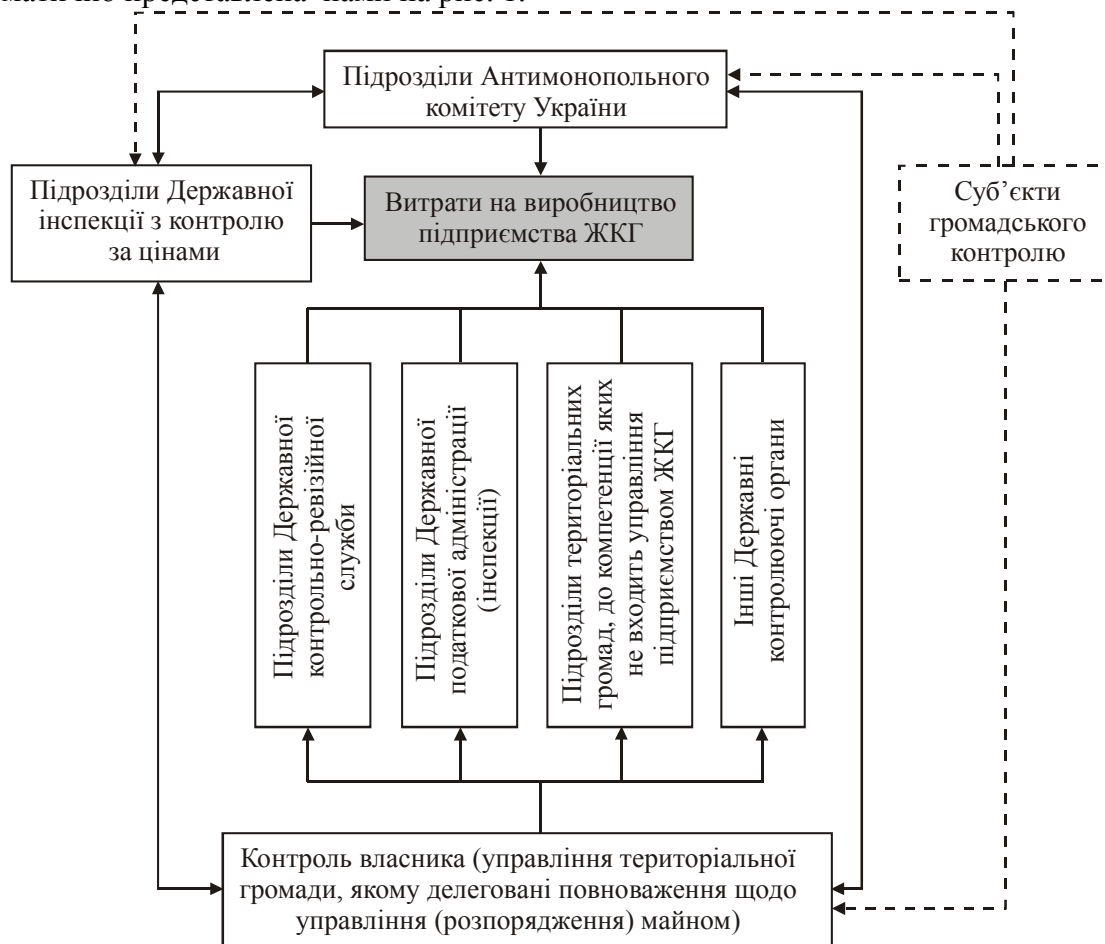 представлена нами на рис. 1.
Підрозділи Антимонопольного
комітету України
Підрозділи Державної
інспекції з контролю
за цінами
Витрати на виробництво
підприємства ЖКГ
Суб’єкти
громадського
контролю
Підрозділи Державної
контрольно-ревізійної
служби
Підрозділи Державної
податкової адміністрації
(інспекції)
Підрозділи територіальних
громад, до компетенції яких
не входить управління
підприємством ЖКГ
Інші Державні
контролюючі органи
Контроль власника (управління територіальної
громади, якому делеговані повноваження щодо
управління (розпорядження) майном)